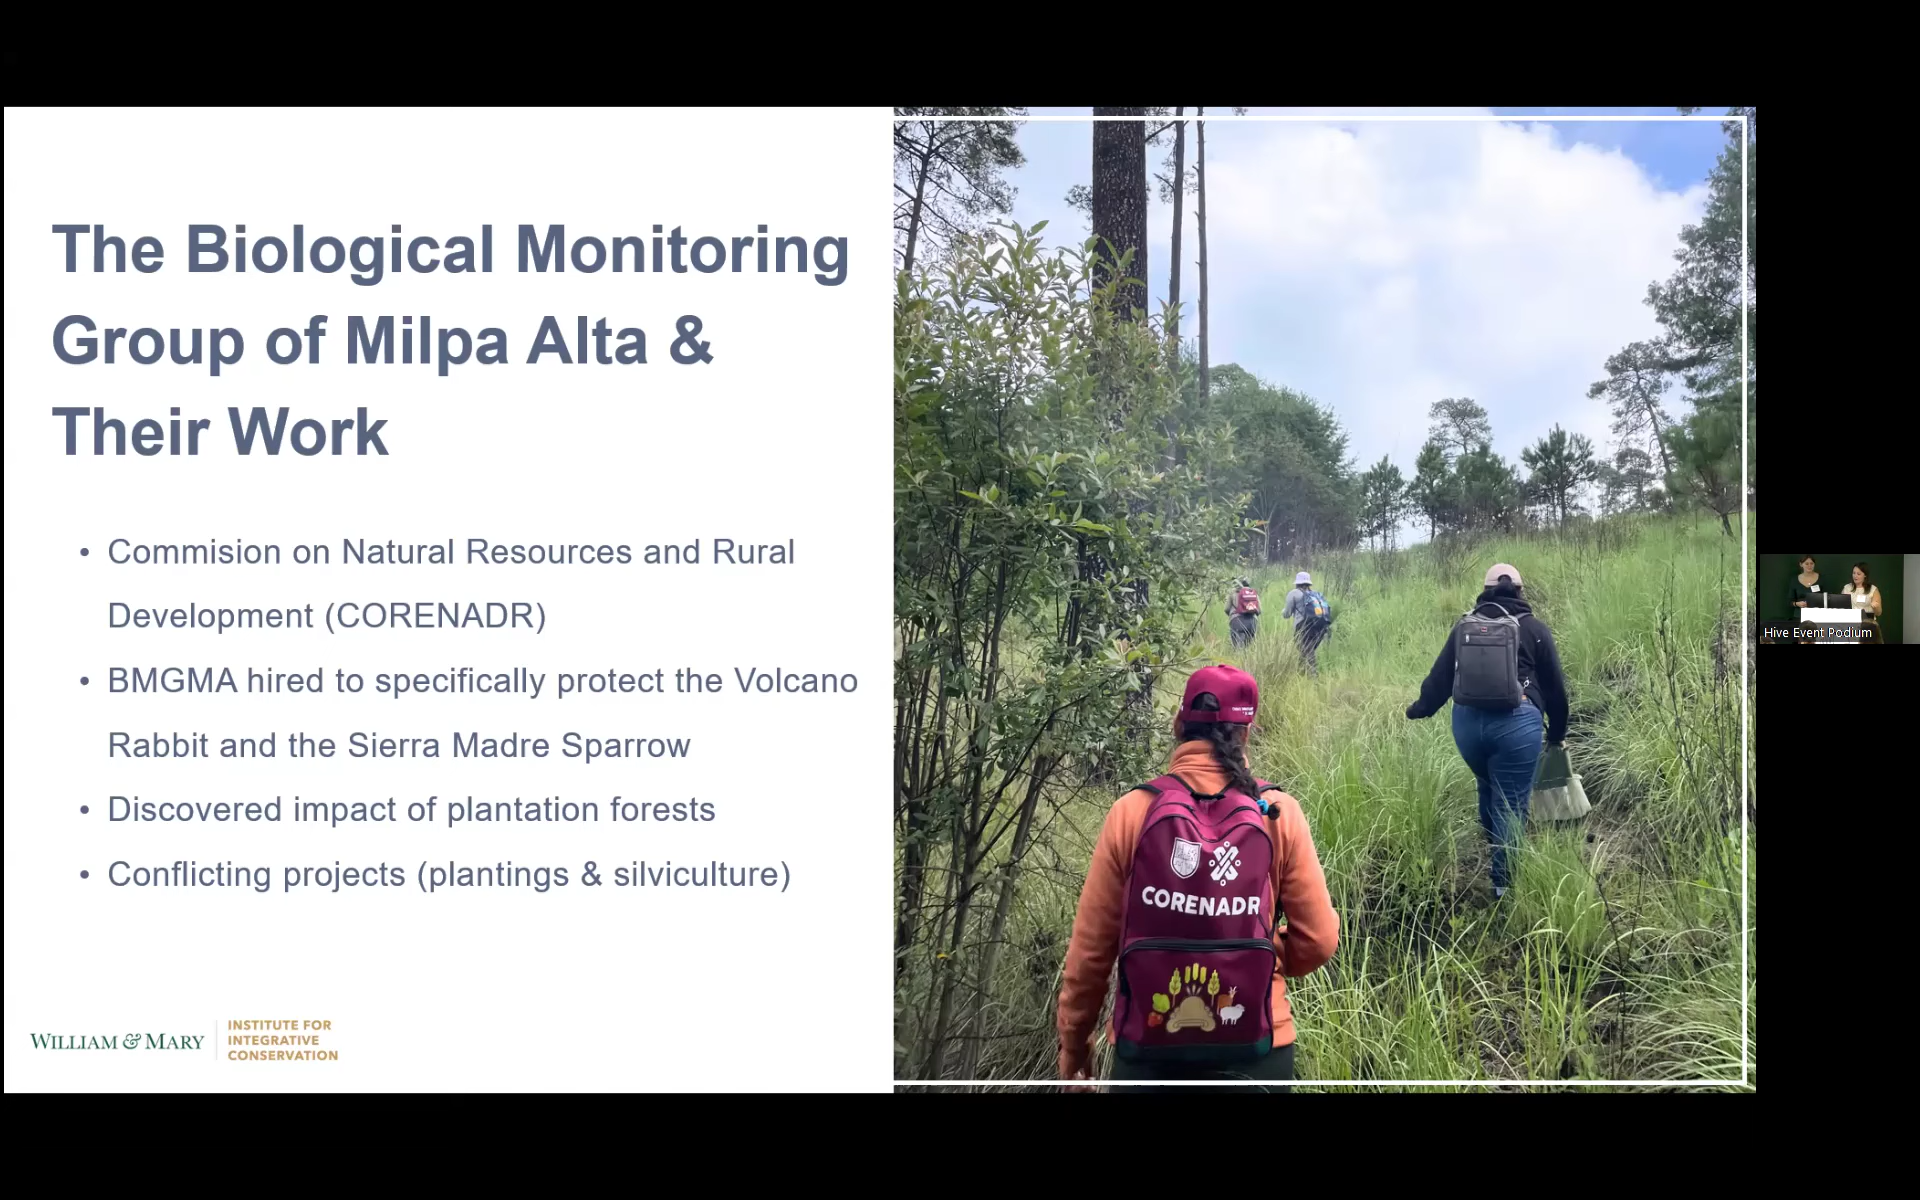 The Biological Monitoring
Group of Milpa Alta &
Their Work
• Commision on Natural Resources and Rural
Development (CORENADR)
• BMGMA hired to specifically protect the Volcano
Rabbit and the Sierra Madre Sparrow
• Discovered impact of plantation forests
• Conflicting projects (plantings & silviculture)
WILLIAM & MARY
INSTITUTE FOR
INTEGRATIVE
CONSERVATION
CORENADR
Hive Event Podium